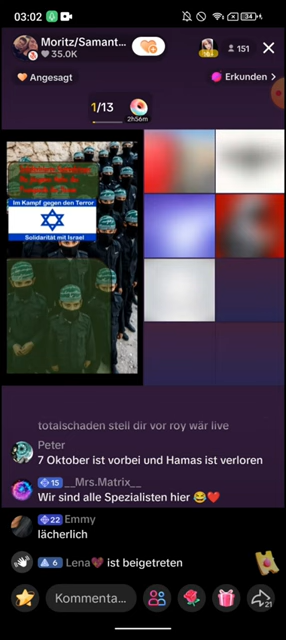 03:02
34
Moritz/Samant...
35.0K
151
Angesagt
Erkunden >
1/13
2h56m
Im Kampf gegen den Terror
Solidarität mit Israel
totalschaden stell dir vor roy wär live
Peter
7 Oktober ist vorbei und Hamas ist verloren
15 __Mrs.Matrix__
Wir sind alle Spezialisten hier 😂❤️
22 Emmy
lächerlich
6 Lena💗 ist beigetreten
Kommenta...
21